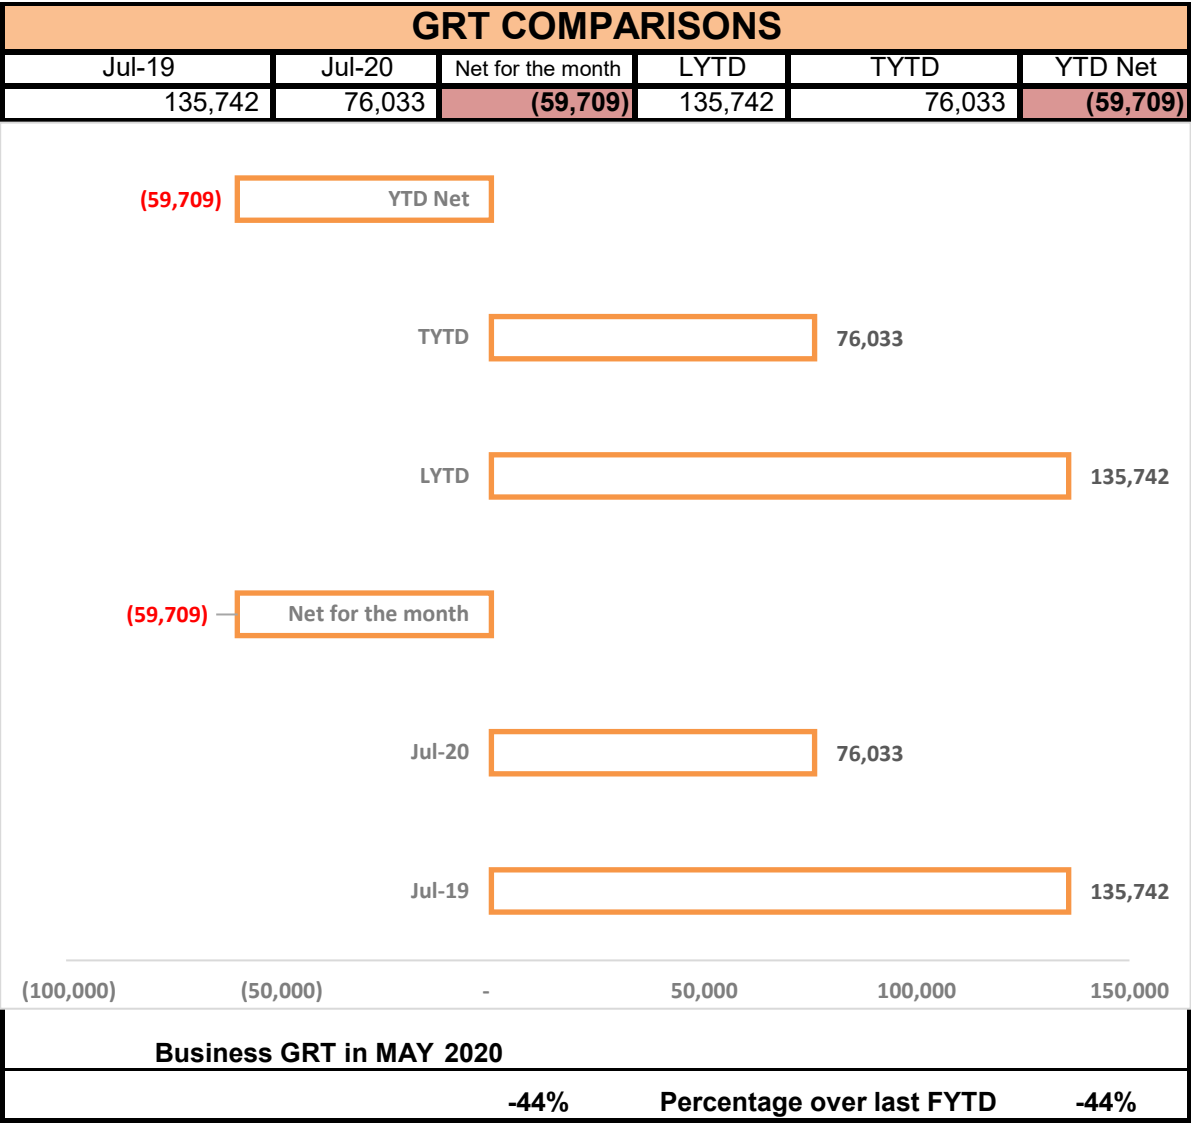 GRT COMPARISONS
Jul-19 Jul-20 Net for the month LYTD TYTD YTD Net
135,742 76,033 (59,709) 135,742 76,033 (59,709)
(59,709) YTD Net
TYTD 76,033
LYTD 135,742
(59,709) Net for the month
Jul-20 76,033
Jul-19 135,742
(100,000) (50,000) - 50,000 100,000 150,000
Business GRT in MAY 2020
-44% Percentage over last FYTD -44%